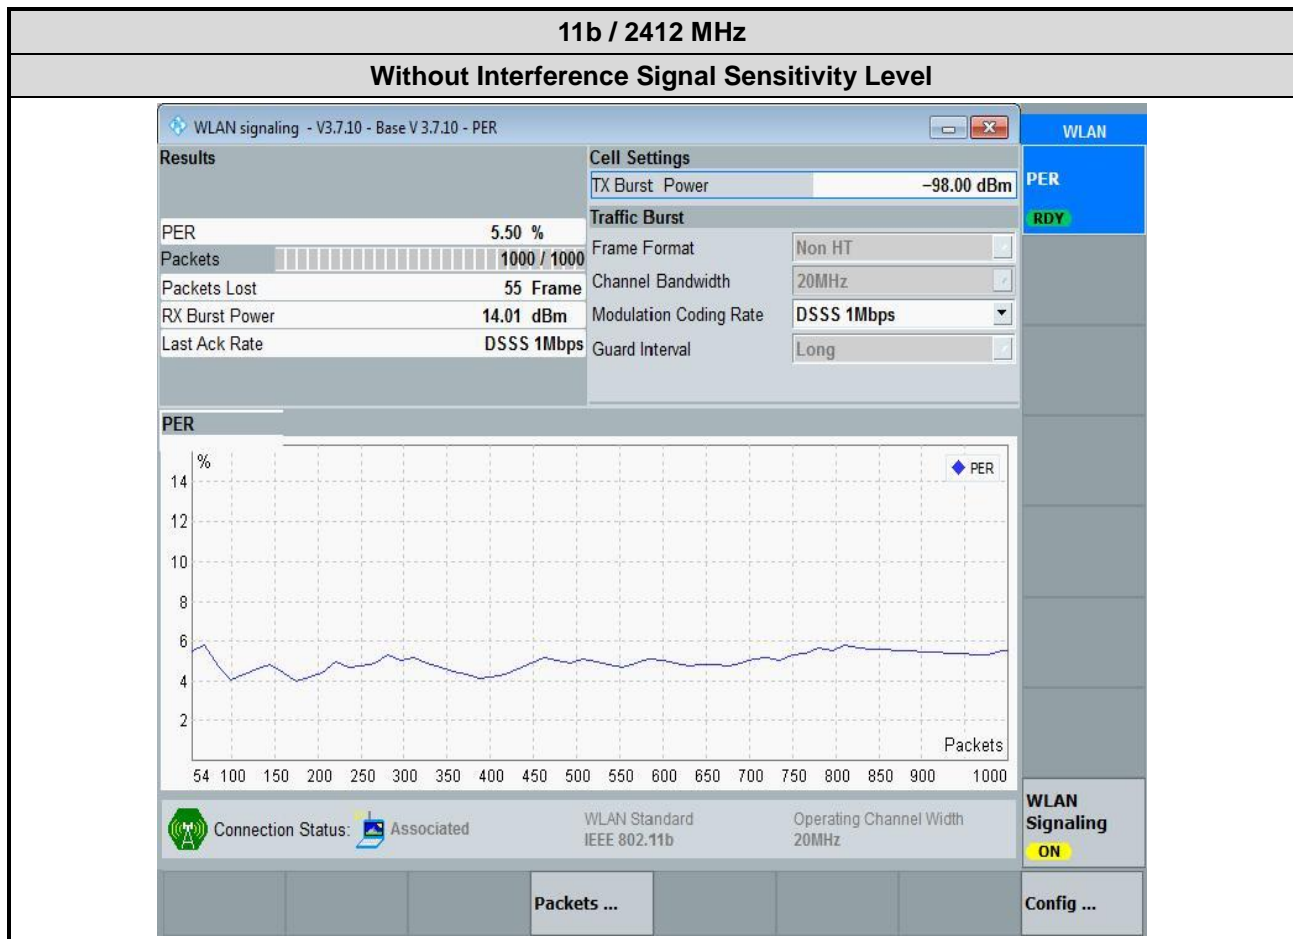 11b / 2412 MHz
Without Interference Signal Sensitivity Level
WLAN signaling - V3.7.10 - Base V 3.7.10 - PER
WLAN
Results
Cell Settings
TX Burst Power −98.00 dBm
PER
RDY
Traffic Burst
PER 5.50 %
Packets 1000 / 1000
Packets Lost 55 Frame
RX Burst Power 14.01 dBm
Last Ack Rate DSSS 1Mbps
Frame Format Non HT
Channel Bandwidth 20MHz
Modulation Coding Rate DSSS 1Mbps
Guard Interval Long
PER
%
PER
14
12
10
8
6
4
2
Packets
54 100 150 200 250 300 350 400 450 500 550 600 650 700 750 800 850 900 1000
Connection Status: Associated
WLAN Standard
IEEE 802.11b
Operating Channel Width
20MHz
WLAN
Signaling
ON
Packets ...
Config ...